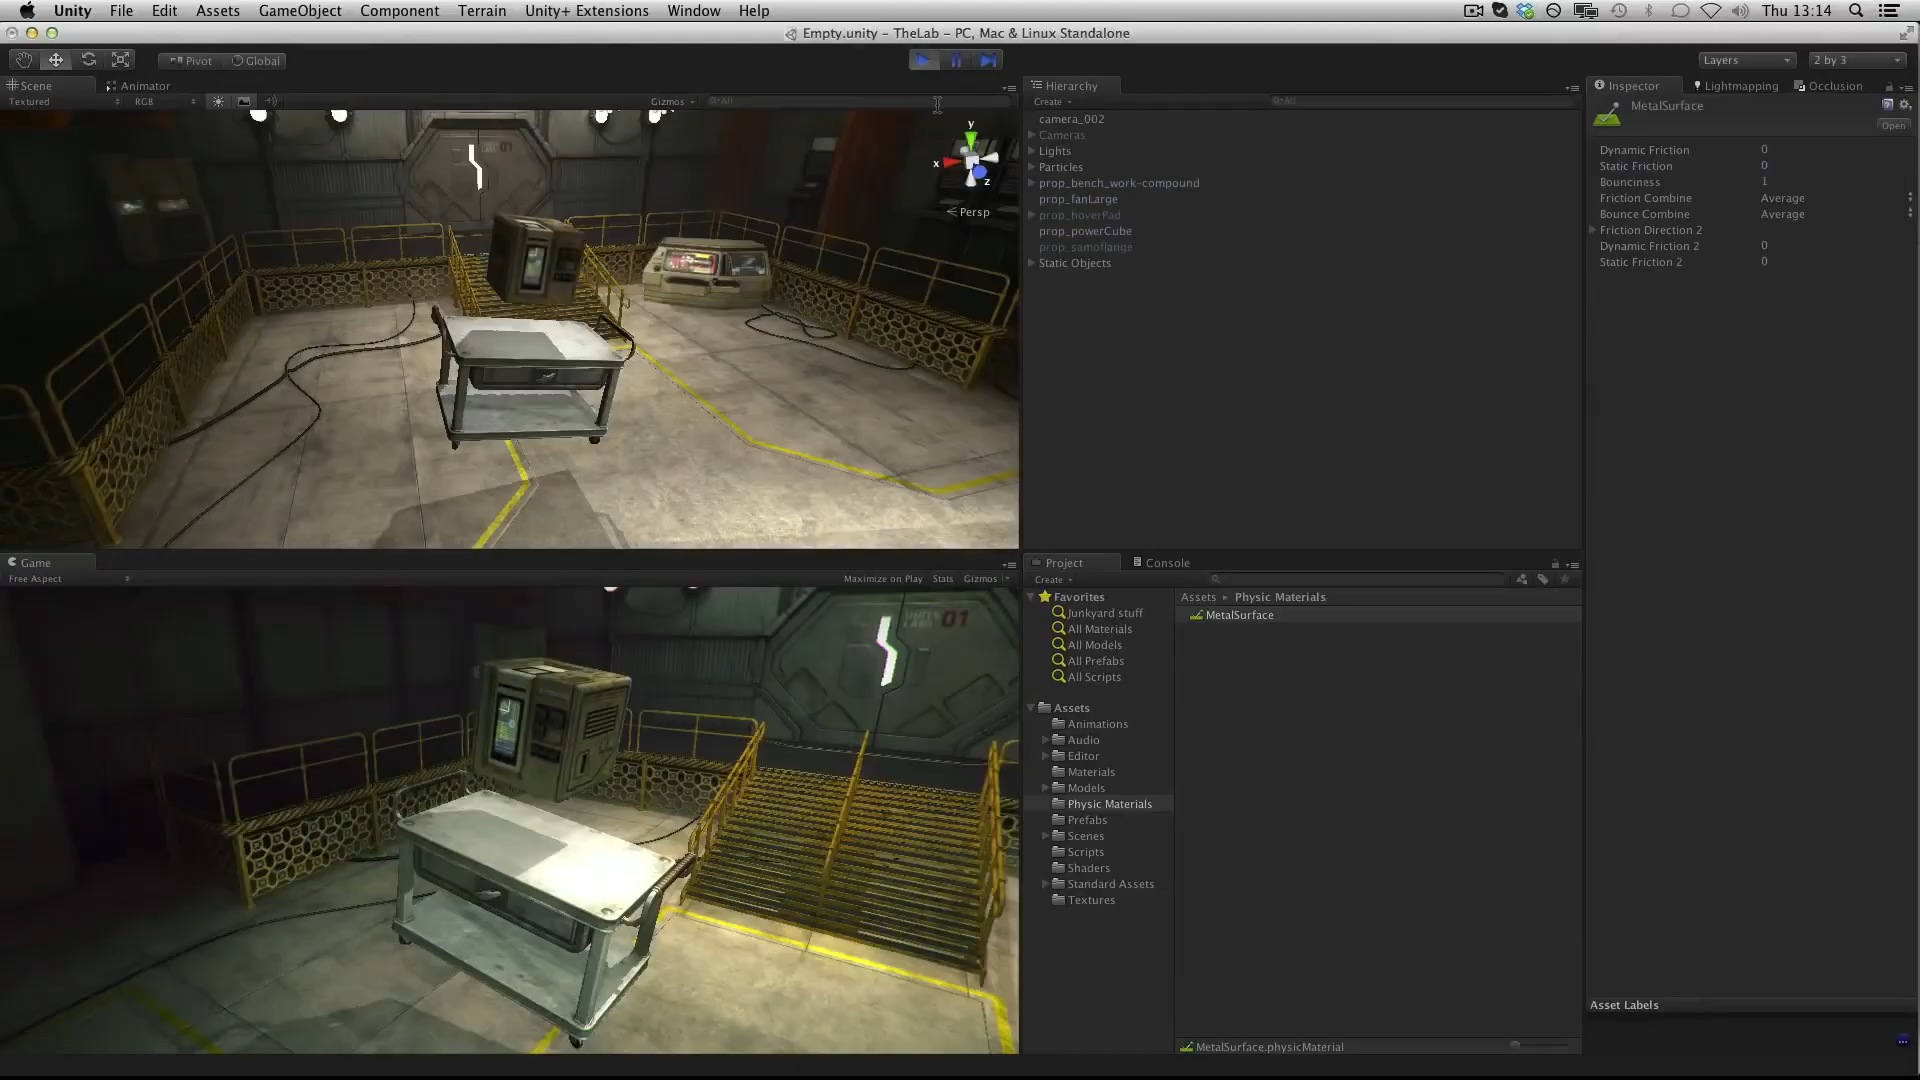 Unity File Edit Assets GameObject Component Terrain Unity+ Extensions Window Help Thu 13:14
Empty.unity - TheLab - PC, Mac & Linux Standalone
Pivot Global Layers 2 by 3
Scene Animator
Textured RGB Gizmos All
y
x
z
Persp
01
Hierarchy
Create All
camera_002
Cameras
Lights
Particles
prop_bench_work-compound
prop_fanLarge
prop_hoverPad
prop_powerCube
prop_samoflange
Static Objects
Inspector Lightmapping Occlusion
MetalSurface
Open
Dynamic Friction 0
Static Friction 0
Bounciness 1
Friction Combine Average
Bounce Combine Average
Friction Direction 2
Dynamic Friction 2 0
Static Friction 2 0
Game
Free Aspect Maximize on Play Stats Gizmos
01
Project Console
Create
Favorites
Junkyard stuff
All Materials
All Models
All Prefabs
All Scripts
Assets
Animations
Audio
Editor
Materials
Models
Physic Materials
Prefabs
Scenes
Scripts
Shaders
Standard Assets
Textures
Assets Physic Materials
MetalSurface
MetalSurface.physicMaterial
Asset Labels